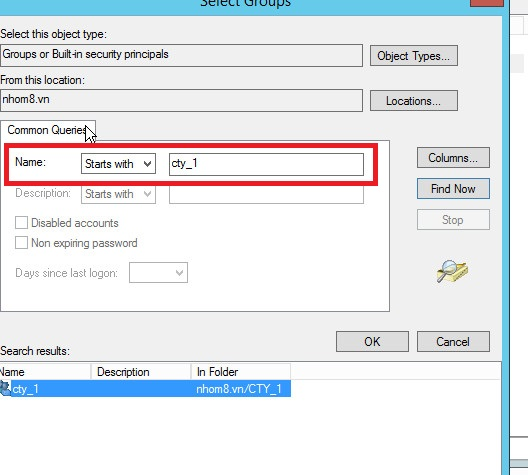 Select Groups
Select this object type:
Groups or Built-in security principals
Object Types...
From this location:
nhom8.vn
Locations...
Common Queries
Name:
Starts with
cty_1
Columns...
Description:
Starts with
Find Now
Disabled accounts
Stop
Non expiring password
Days since last logon:
OK
Cancel
Search results:
Name
Description
In Folder
cty_1
nhom8.vn/CTY_1